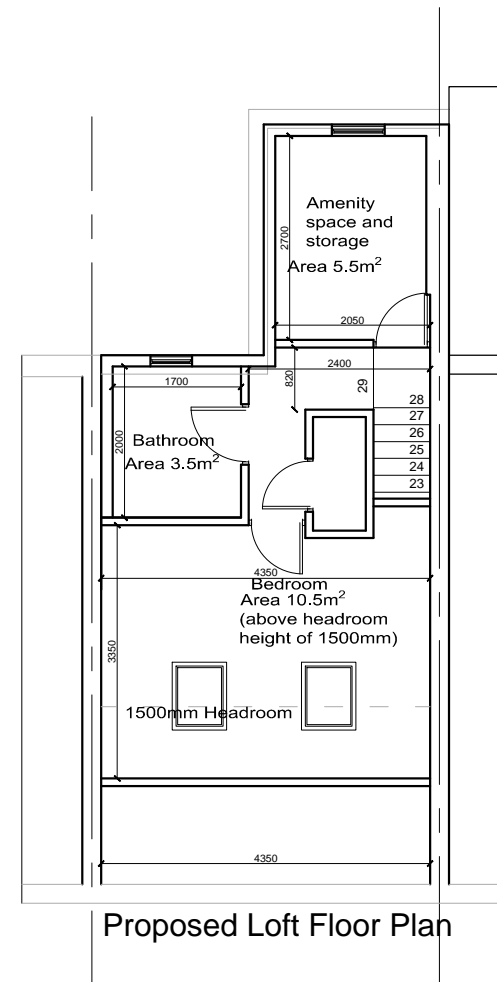 Amenity
space and
storage
Area 5.5m²
2700
2050
2400
820
29
28
27
26
25
24
23
1700
2000
Bathroom
Area 3.5m²
4350
Bedroom
Area 10.5m²
(above headroom
height of 1500mm)
3350
1500mm Headroom
4350
Proposed Loft Floor Plan